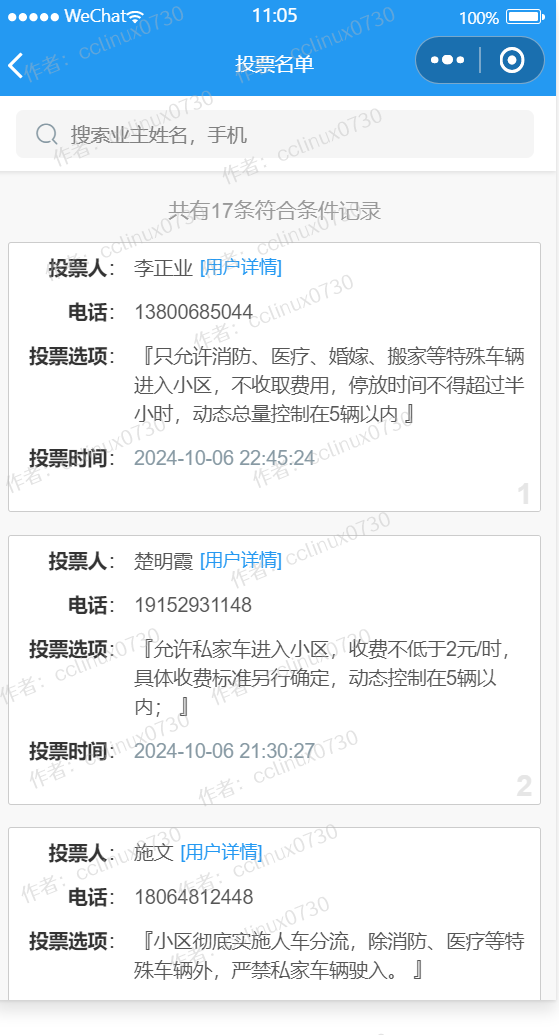 WeChat 11:05 100%
投票名单
搜索业主姓名，手机
共有17条符合条件记录
投票人： 李正业 [用户详情]
电话： 13800685044
投票选项： 『只允许消防、医疗、婚嫁、搬家等特殊车辆
进入小区，不收取费用，停放时间不得超过半
小时，动态总量控制在5辆以内 』
投票时间： 2024-10-06 22:45:24
1
投票人： 楚明霞 [用户详情]
电话： 19152931148
投票选项： 『允许私家车进入小区，收费不低于2元/时，
具体收费标准另行确定，动态控制在5辆以
内； 』
投票时间： 2024-10-06 21:30:27
2
投票人： 施文 [用户详情]
电话： 18064812448
投票选项： 『小区彻底实施人车分流，除消防、医疗等特
殊车辆外，严禁私家车辆驶入。 』
作者：cclinux0730